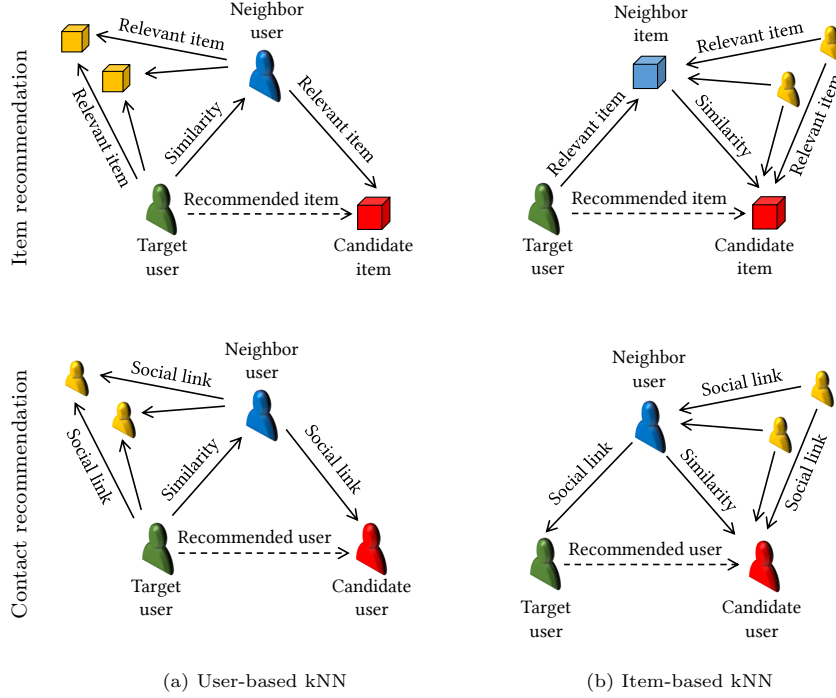 Item recommendation
Neighbor
user
Relevant item
Relevant item
Similarity
Relevant item
Recommended item
Target
user
Candidate
item
Neighbor
item
Relevant item
Relevant item
Similarity
Relevant item
Recommended item
Target
user
Candidate
item
Contact recommendation
Neighbor
user
Social link
Social link
Similarity
Social link
Recommended user
Target
user
Candidate
user
Neighbor
user
Social link
Social link
Similarity
Social link
Recommended user
Target
user
Candidate
user
(a) User-based kNN
(b) Item-based kNN